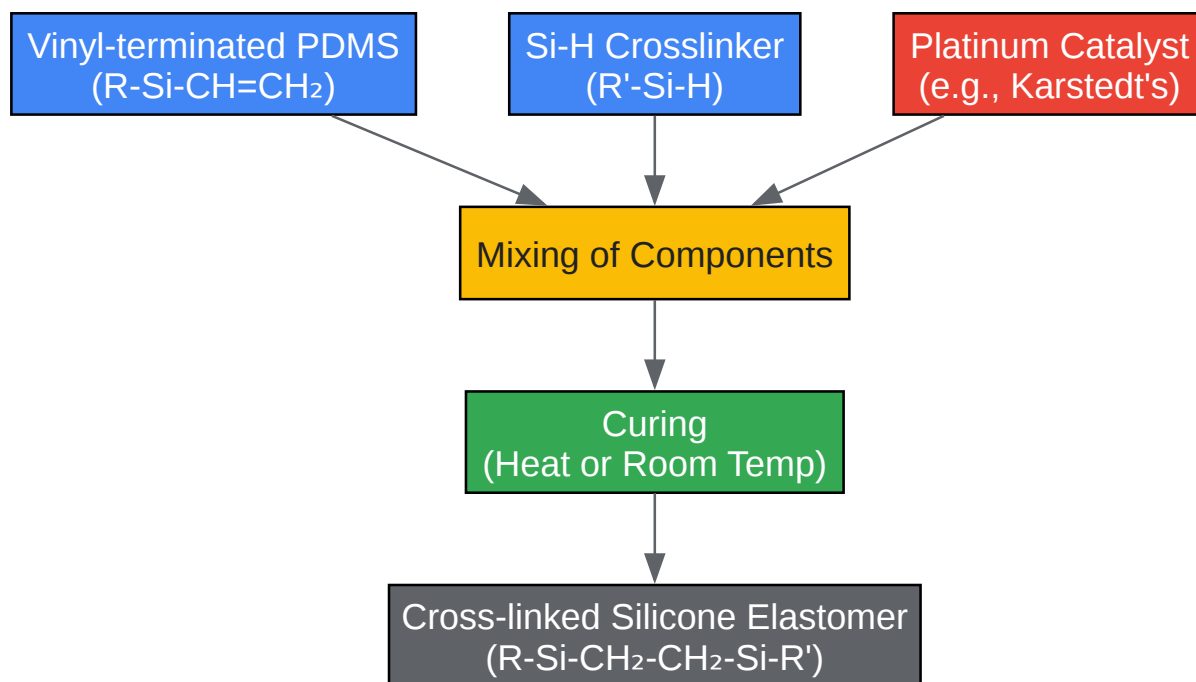 Vinyl-terminated PDMS
(R-Si-CH=CH₂)
Si-H Crosslinker
(R'-Si-H)
Platinum Catalyst
(e.g., Karstedt's)
Mixing of Components
Curing
(Heat or Room Temp)
Cross-linked Silicone Elastomer
(R-Si-CH₂-CH₂-Si-R')